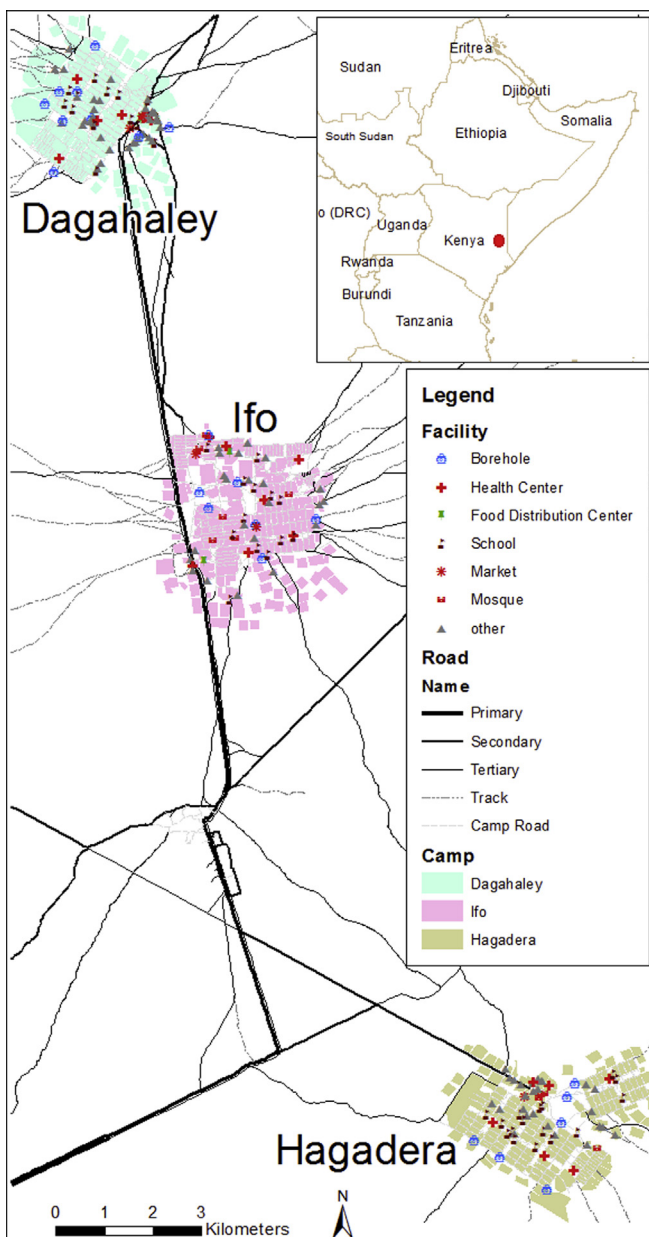 Dagahaley
Ifo
Hagadera
Eritrea
Sudan
Djibouti
Somalia
South Sudan
Ethiopia
o (DRC)
Uganda
Kenya
Rwanda
Burundi
Tanzania
Legend
Facility
Borehole
Health Center
Food Distribution Center
School
Market
Mosque
other
Road
Name
Primary
Secondary
Tertiary
Track
Camp Road
Camp
Dagahaley
Ifo
Hagadera
0 1 2 3
Kilometers
N